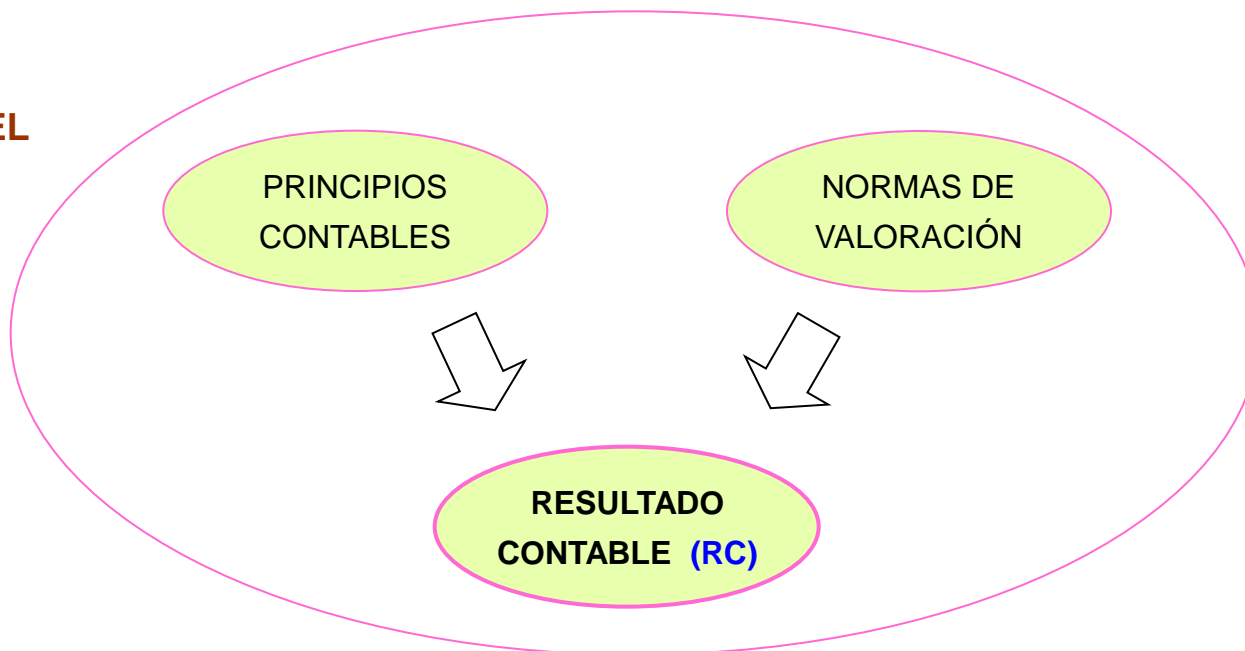 EL
PRINCIPIOS
CONTABLES
NORMAS DE
VALORACIÓN
RESULTADO
CONTABLE (RC)